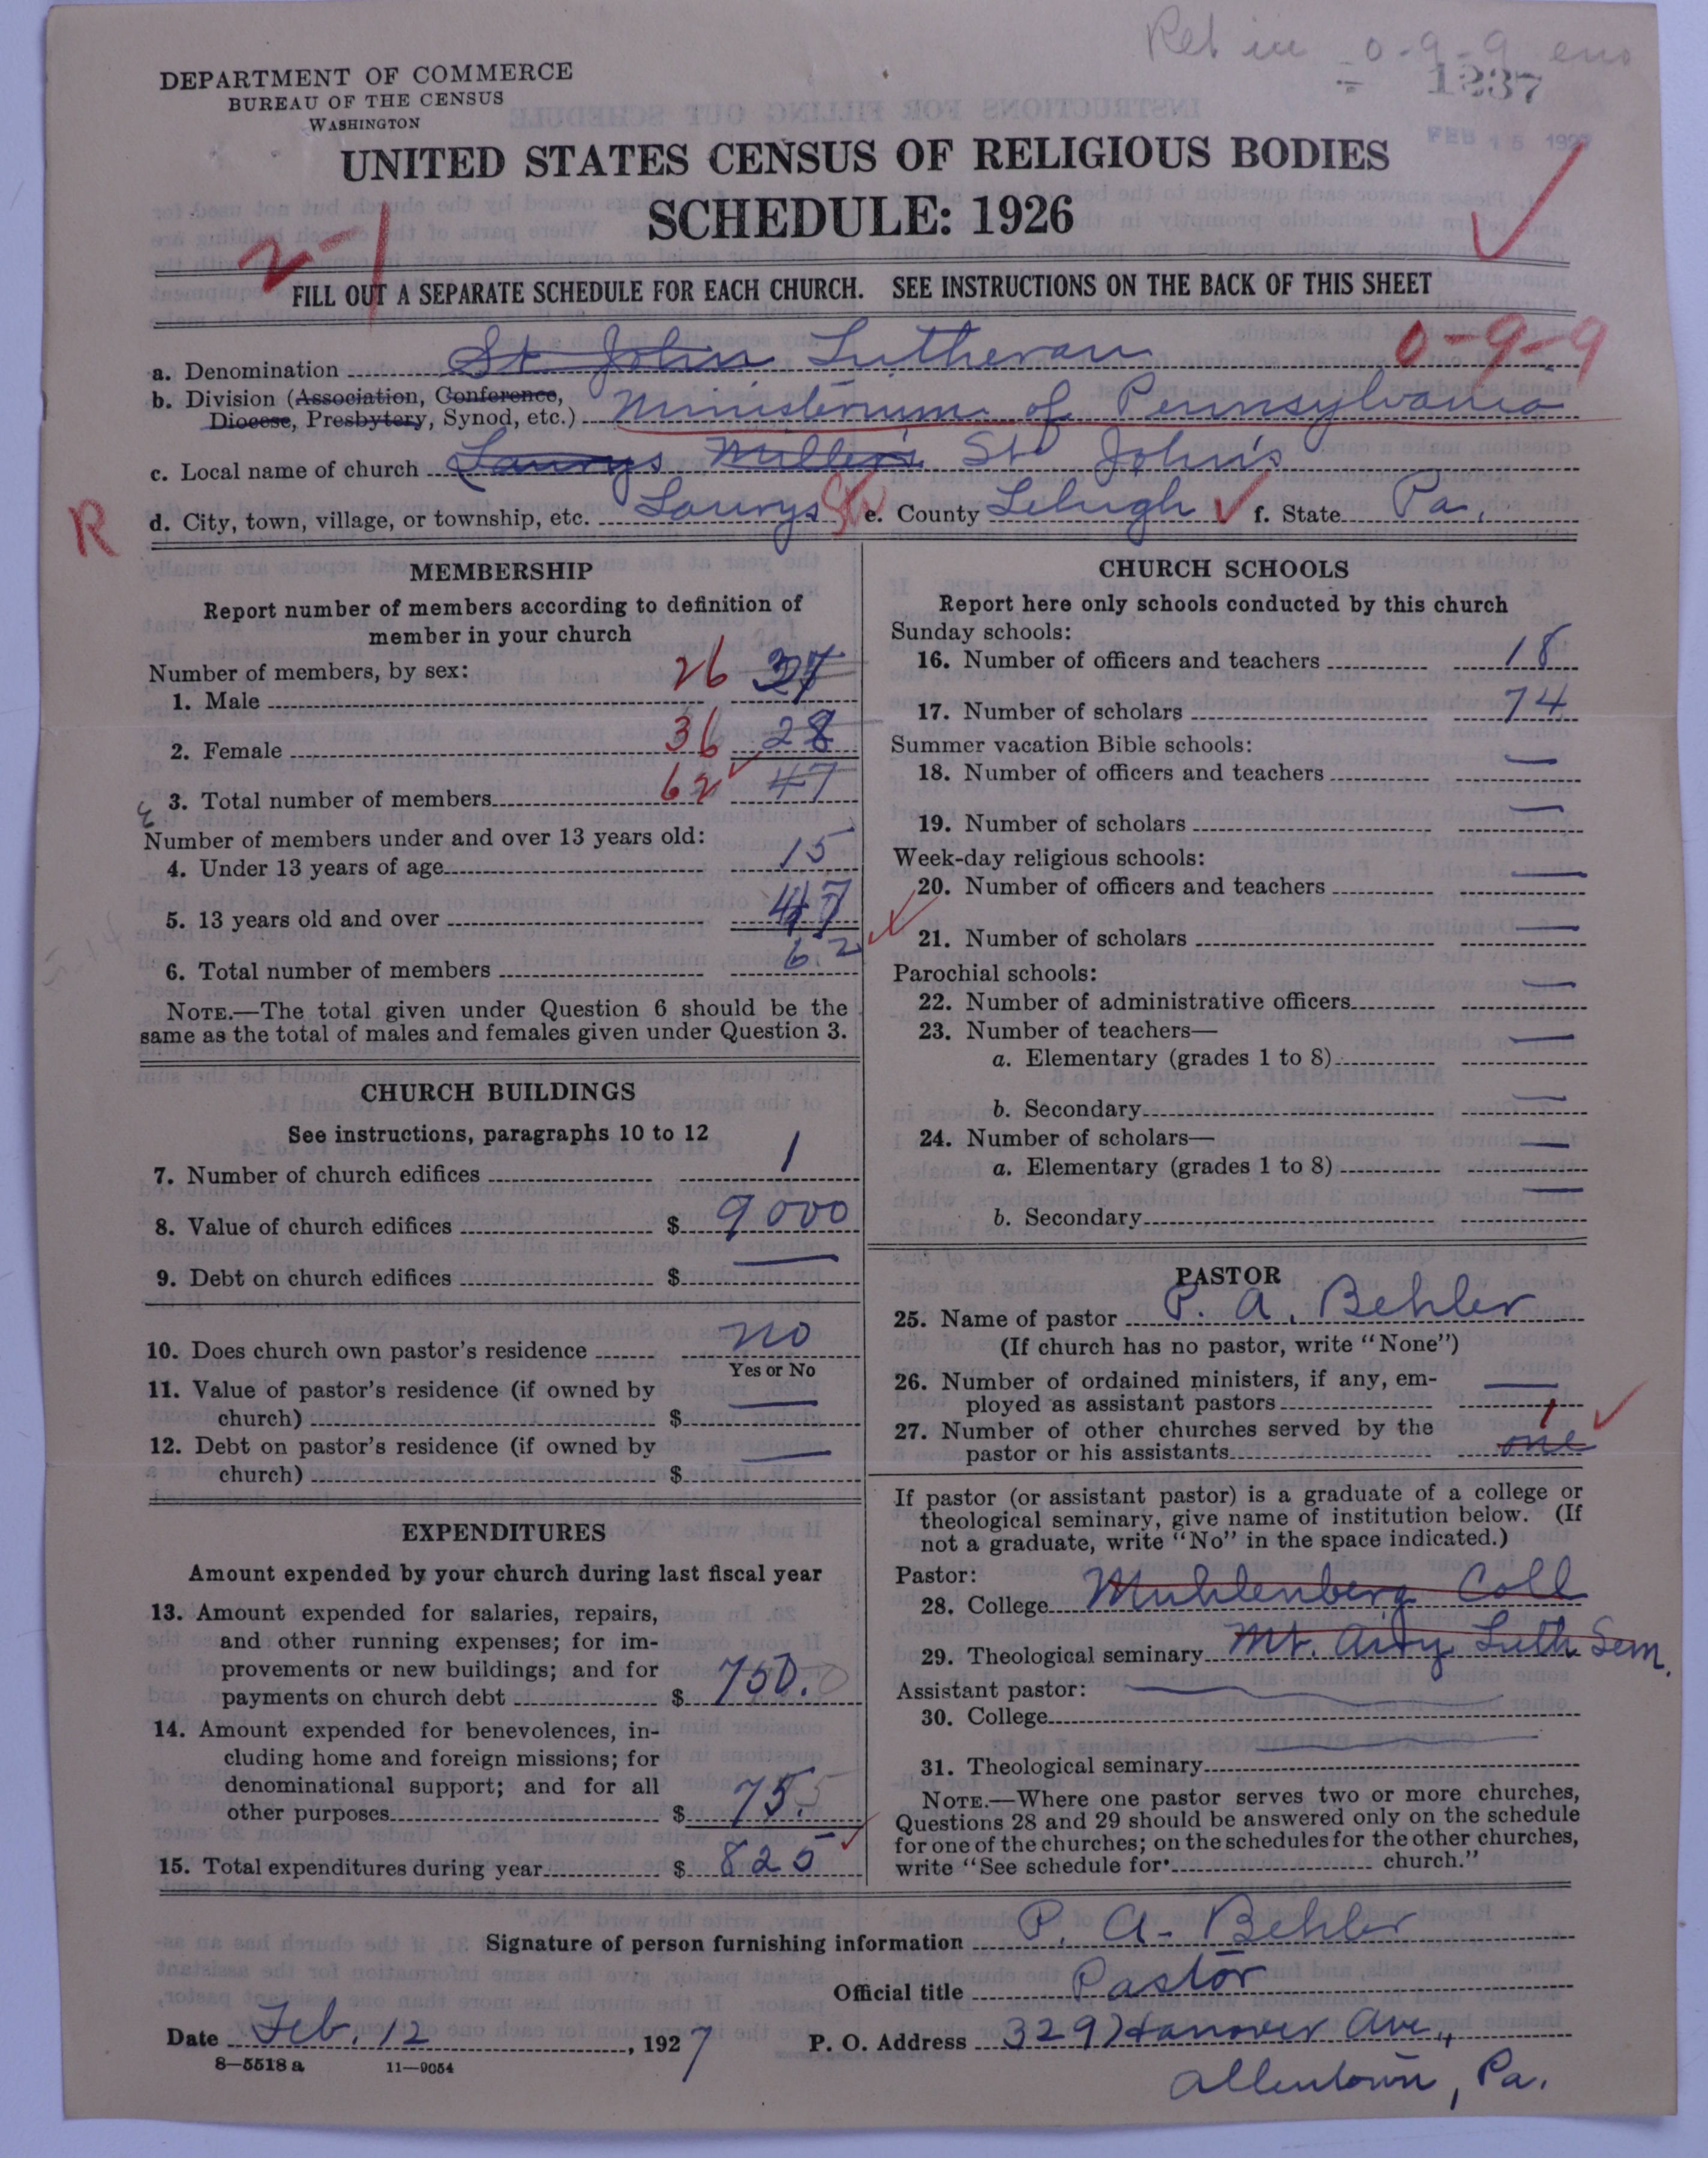 Ret in 0-9-9 eno
1237
DEPARTMENT OF COMMERCE
BUREAU OF THE CENSUS
WASHINGTON
FEB 15 1927
UNITED STATES CENSUS OF RELIGIOUS BODIES
SCHEDULE: 1926
2-1
FILL OUT A SEPARATE SCHEDULE FOR EACH CHURCH. SEE INSTRUCTIONS ON THE BACK OF THIS SHEET
a. Denomination St John Lutheran 0-9-9
b. Division (Association, Conference,
Diocese, Presbytery, Synod, etc.) Ministerium of Pennsylvania
c. Local name of church Laurys Millers St John's
R d. City, town, village, or township, etc. Laurys e. County Lehigh f. State Pa.
MEMBERSHIP
Report number of members according to definition of
member in your church
Number of members, by sex:
1. Male 26
2. Female 36 28
3. Total number of members 62 47
Number of members under and over 13 years old:
4. Under 13 years of age 15
5. 13 years old and over 47
6. Total number of members 62
NOTE.—The total given under Question 6 should be the
same as the total of males and females given under Question 3.
CHURCH BUILDINGS
See instructions, paragraphs 10 to 12
7. Number of church edifices 1
8. Value of church edifices $ 9000
9. Debt on church edifices $ —
10. Does church own pastor's residence no
Yes or No
11. Value of pastor's residence (if owned by
church) $ —
12. Debt on pastor's residence (if owned by
church) $ —
EXPENDITURES
Amount expended by your church during last fiscal year
13. Amount expended for salaries, repairs,
and other running expenses; for im-
provements or new buildings; and for
payments on church debt $ 750.
14. Amount expended for benevolences, in-
cluding home and foreign missions; for
denominational support; and for all
other purposes $ 75.
15. Total expenditures during year $ 825
CHURCH SCHOOLS
Report here only schools conducted by this church
Sunday schools:
16. Number of officers and teachers 18
17. Number of scholars 74
Summer vacation Bible schools:
18. Number of officers and teachers —
19. Number of scholars —
Week-day religious schools:
20. Number of officers and teachers —
21. Number of scholars —
Parochial schools:
22. Number of administrative officers —
23. Number of teachers—
a. Elementary (grades 1 to 8) —
b. Secondary —
24. Number of scholars—
a. Elementary (grades 1 to 8) —
b. Secondary —
PASTOR
25. Name of pastor P. A. Behler
(If church has no pastor, write "None")
26. Number of ordained ministers, if any, em-
ployed as assistant pastors —
27. Number of other churches served by the 1
pastor or his assistants one
If pastor (or assistant pastor) is a graduate of a college or
theological seminary, give name of institution below. (If
not a graduate, write "No" in the space indicated.)
Pastor:
28. College Muhlenberg Coll
29. Theological seminary Mt. Airy Luth Sem.
Assistant pastor: —
30. College
31. Theological seminary —
NOTE.—Where one pastor serves two or more churches,
Questions 28 and 29 should be answered only on the schedule
for one of the churches; on the schedules for the other churches,
write "See schedule for church."
Signature of person furnishing information P. A. Behler
Official title Pastor
Date Feb. 12, 1927 P. O. Address 329 Hanover Ave.,
8—5518 a 11—9054
Allentown, Pa.